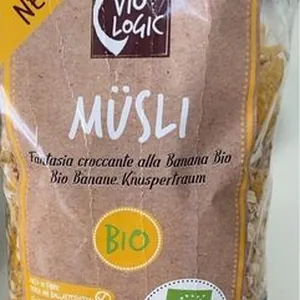 NE
VIO
LOGIC
MÜSLI
Fantasia croccante alla Banana Bio
Bio Banane Knuspertraum
BIO